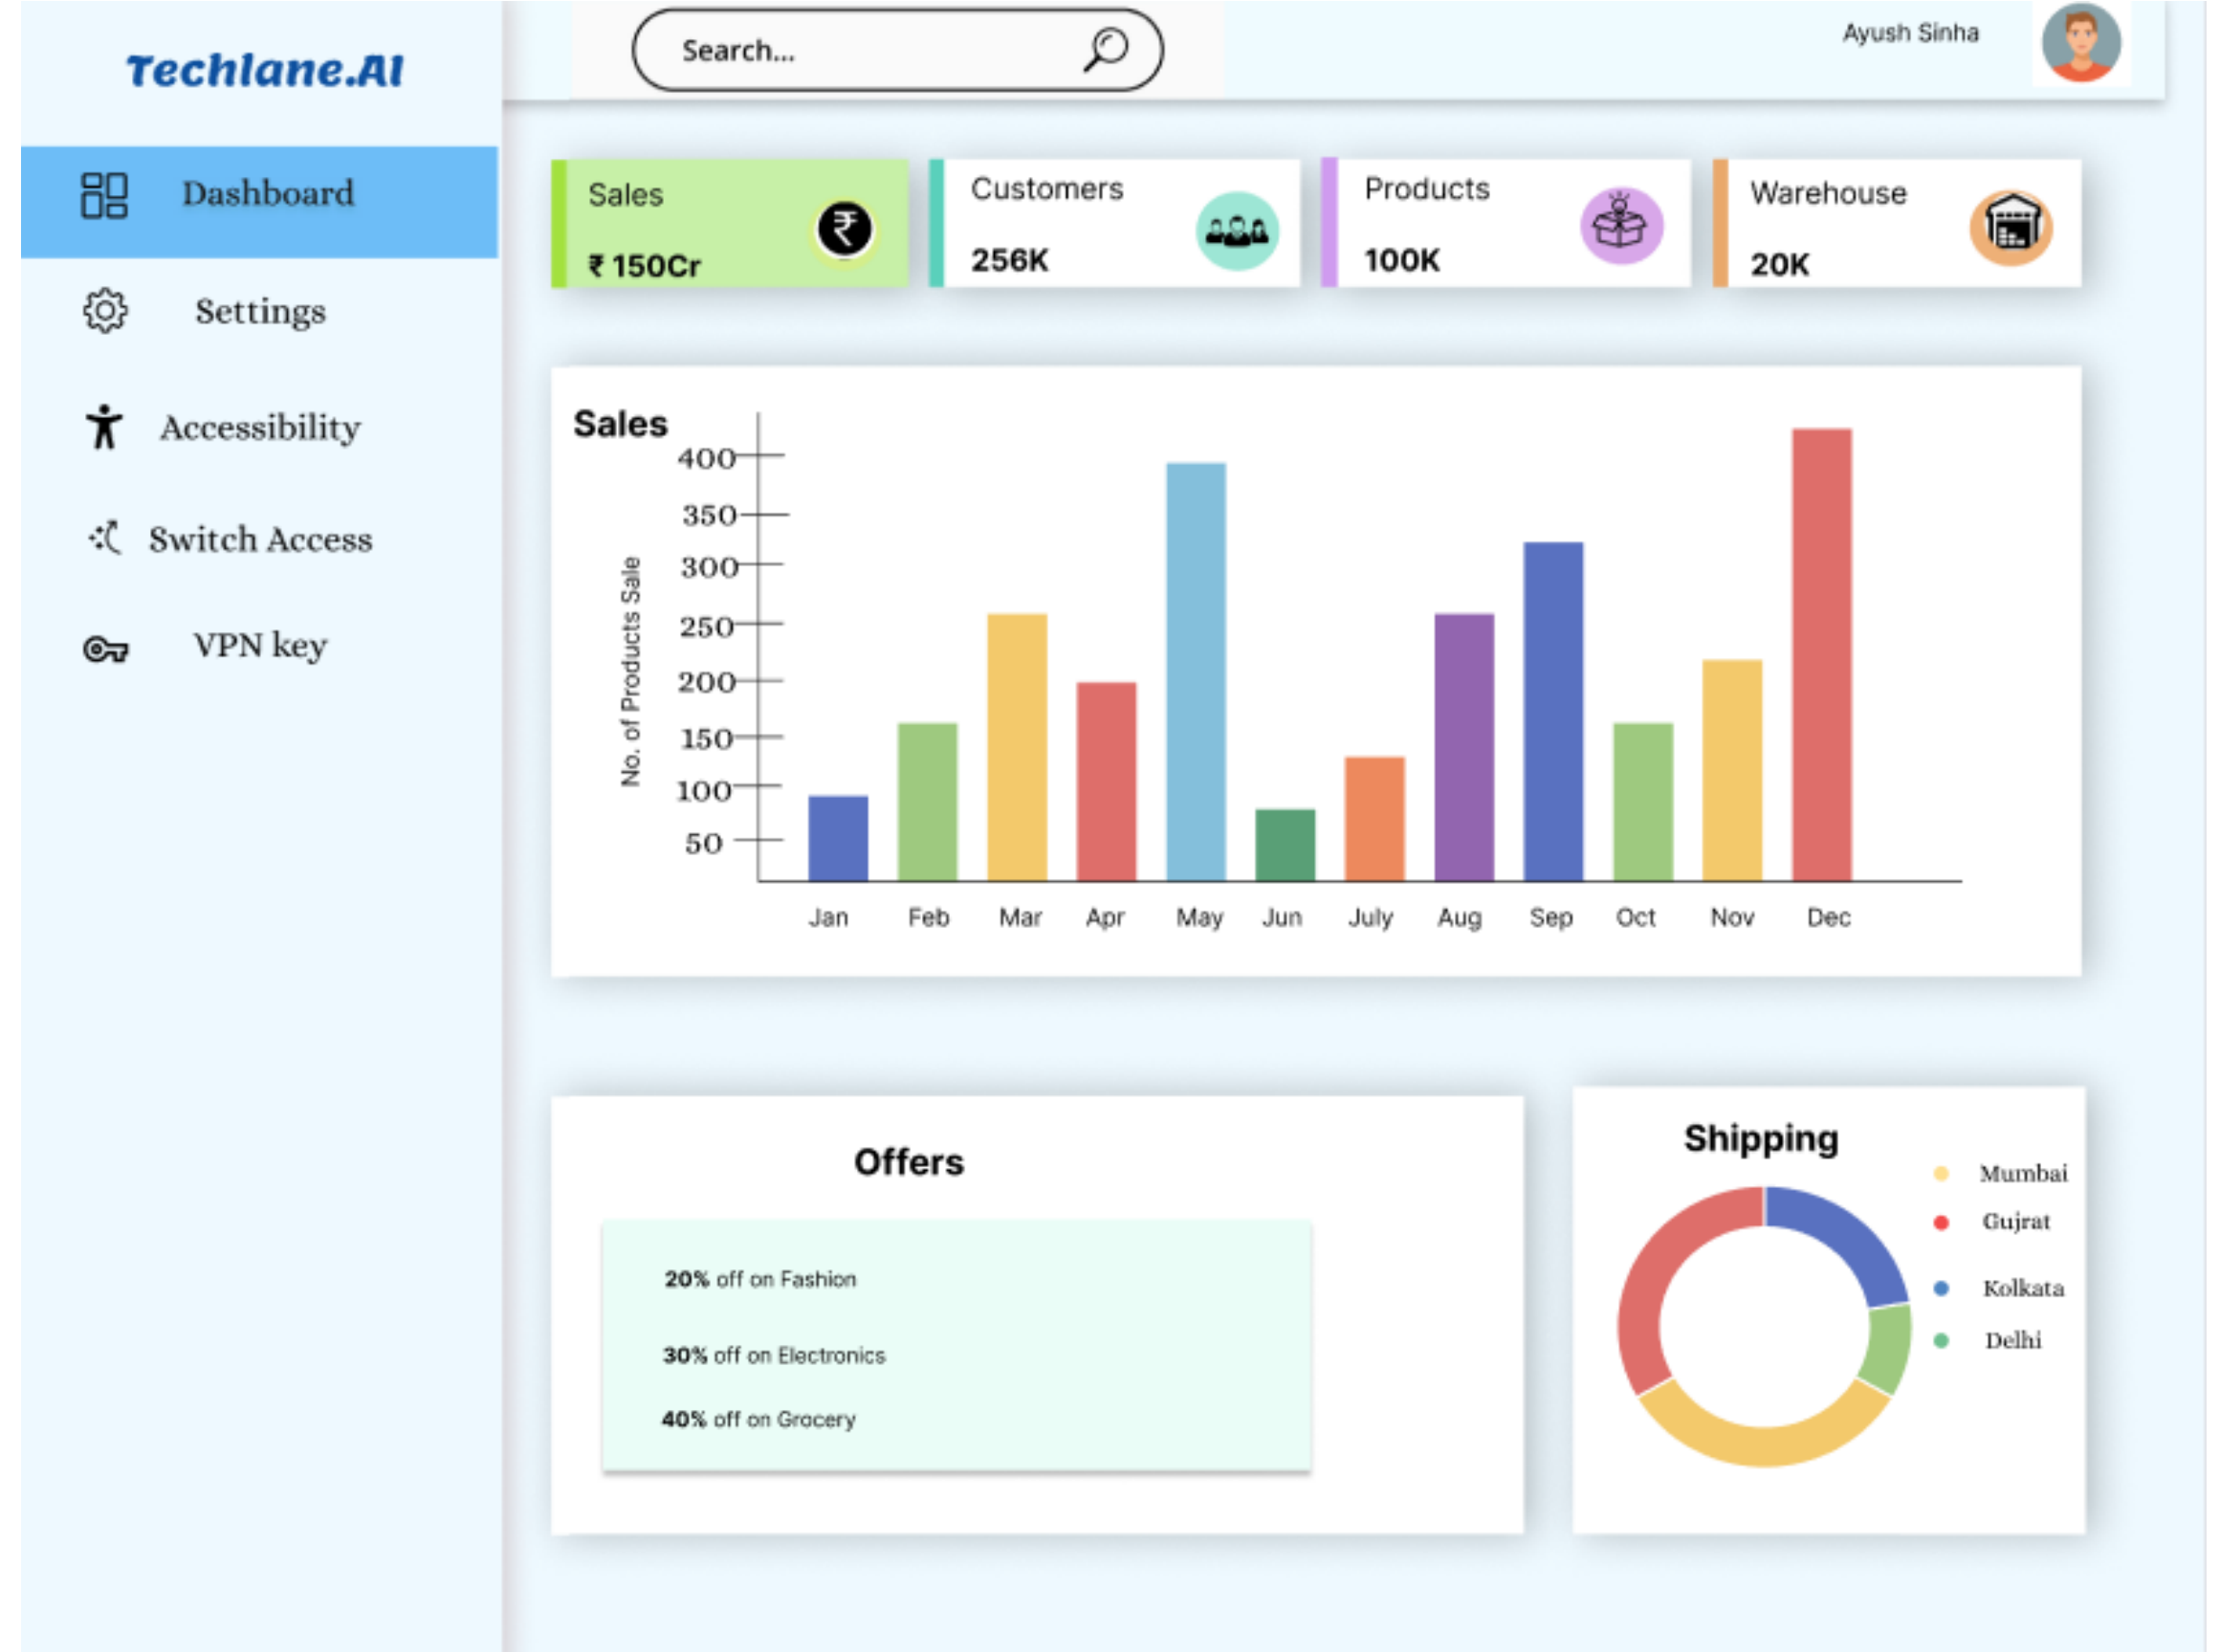 Techlane.AI
Search...
Ayush Sinha
Dashboard
Settings
Accessibility
Switch Access
VPN key
Sales
₹ 150Cr
₹
Customers
256K
Products
100K
Warehouse
20K
Sales
No. of Products Sale
400
350
300
250
200
150
100
50
Jan Feb Mar Apr May Jun July Aug Sep Oct Nov Dec
Offers
20% off on Fashion
30% off on Electronics
40% off on Grocery
Shipping
Mumbai
Gujrat
Kolkata
Delhi